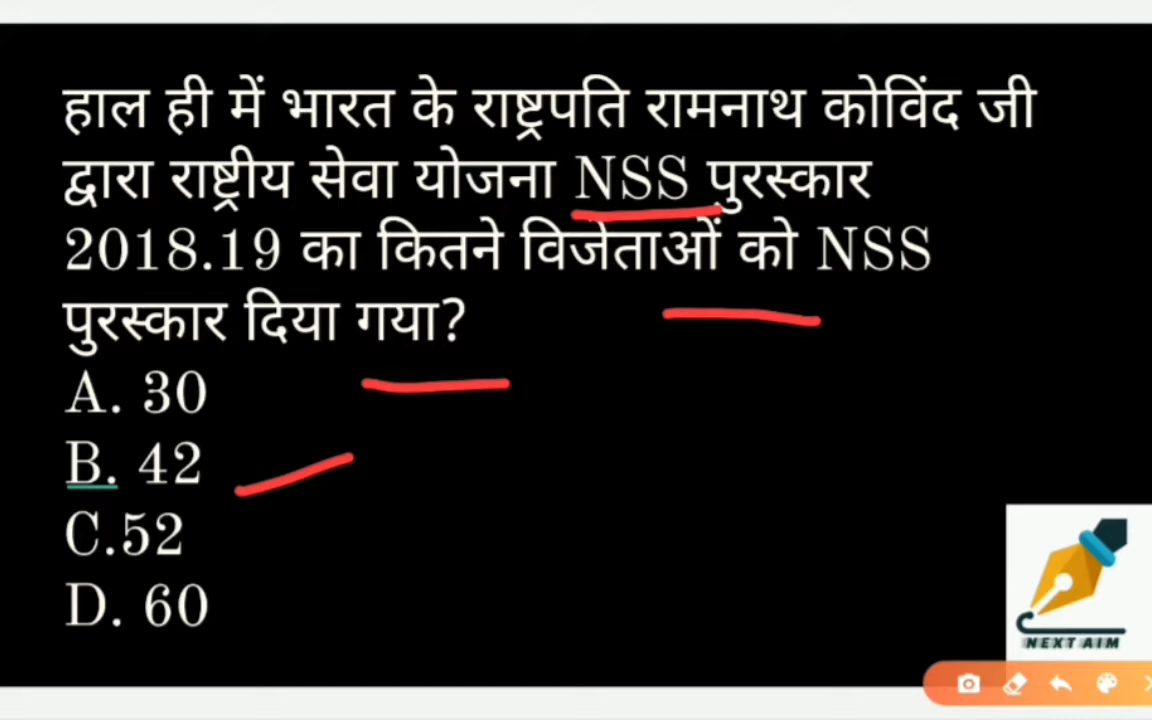 हाल ही में भारत के राष्ट्रपति रामनाथ कोविंद जी
द्वारा राष्ट्रीय सेवा योजना NSS पुरस्कार
2018.19 का कितने विजेताओं को NSS
पुरस्कार दिया गया?
A. 30
B. 42
C.52
D. 60
NEXT AIM